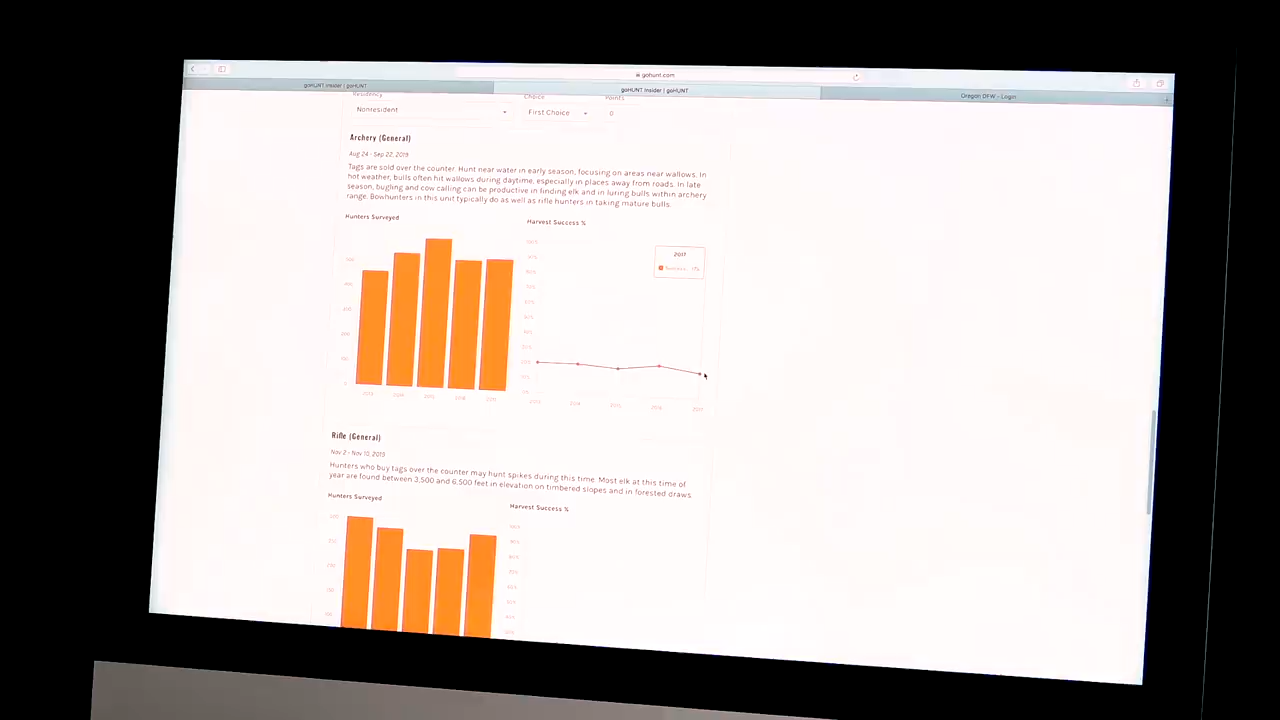 gohunt.com
goHUNT Insider | goHUNT
goHUNT Insider | goHUNT
Oregon DFW - Login
Residency
Choice
Points
Nonresident
First Choice
0
Archery (General)
Aug 24 - Sep 22, 2019
Tags are sold over the counter. Hunt near water in early season, focusing on areas near wallows. In
hot weather, bulls often hit wallows during daytime, especially in places away from roads. In late
season, bugling and cow calling can be productive in finding elk and in luring bulls within archery
range. Bowhunters in this unit typically do as well as rifle hunters in taking mature bulls.
Hunters Surveyed
Harvest Success %
2017
Rifle (General)
Nov 2 - Nov 10, 2019
Hunters who buy tags over the counter may hunt spikes during this time. Most elk at this time of
year are found between 3,500 and 6,500 feet in elevation on timbered slopes and in forested draws.
Hunters Surveyed
Harvest Success %